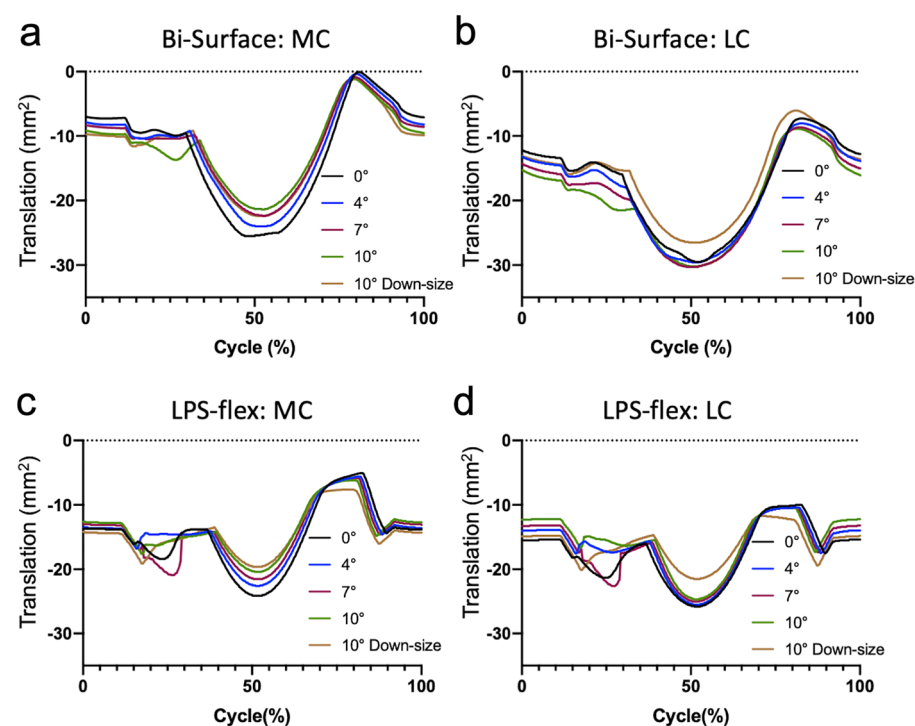 a
Bi-Surface: MC
Translation (mm²)
0
-10
-20
-30
0°
4°
7°
10°
10° Down-size
0
50
100
Cycle (%)
b
Bi-Surface: LC
Translation (mm²)
0
-10
-20
-30
0°
4°
7°
10°
10° Down-size
0
50
100
Cycle (%)
c
LPS-flex: MC
Translation (mm²)
0
-10
-20
-30
0°
4°
7°
10°
10° Down-size
0
50
100
Cycle(%)
d
LPS-flex: LC
Translation (mm²)
0
-10
-20
-30
0°
4°
7°
10°
10° Down-size
0
50
100
Cycle(%)